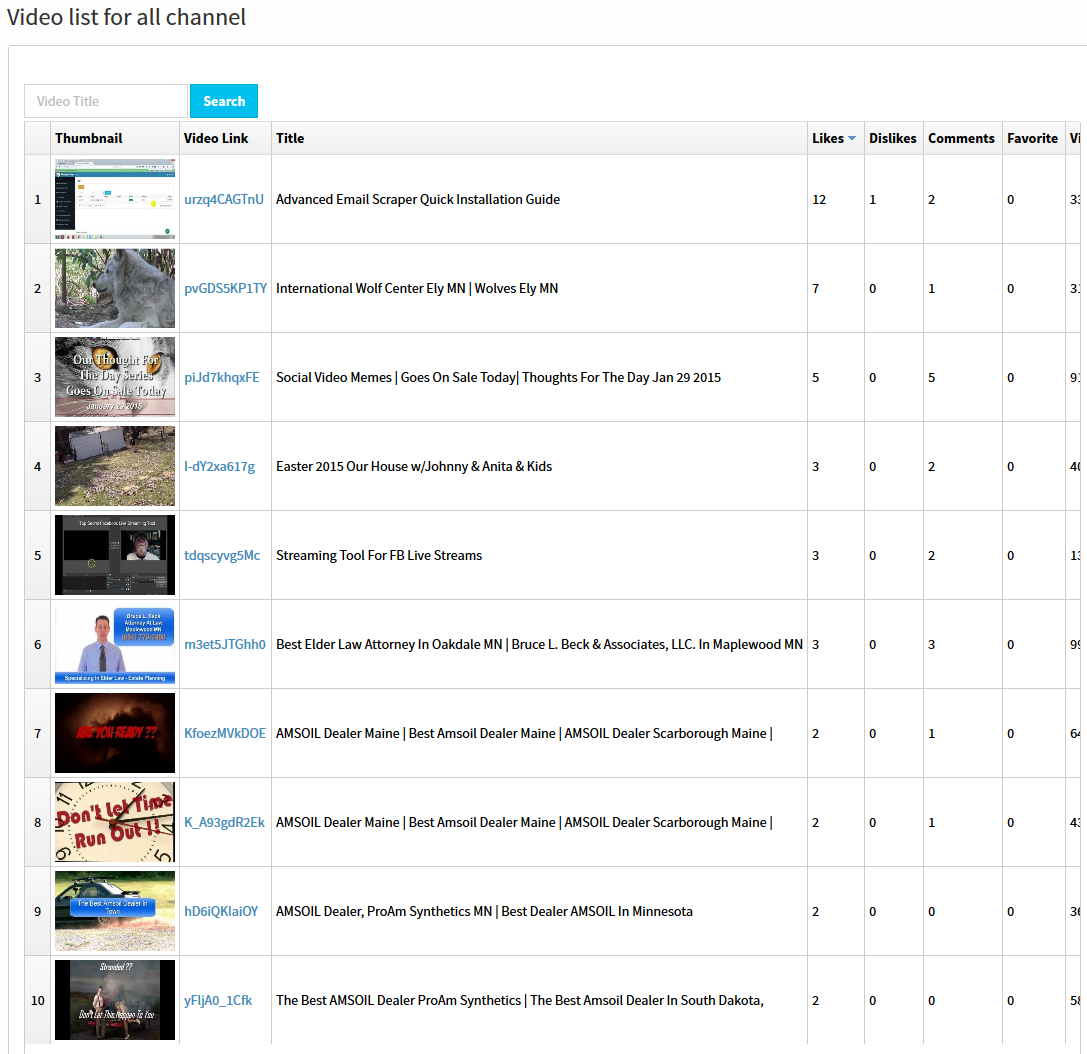 Video list for all channel
Video Title
Search
Thumbnail Video Link Title Likes Dislikes Comments Favorite Vi
1 urzq4CAGTnU Advanced Email Scraper Quick Installation Guide 12 1 2 0 33
2 pvGDS5KP1TY International Wolf Center Ely MN | Wolves Ely MN 7 0 1 0 31
Our Thought For
The Day Series
Goes On Sale Today
January 29 2015
3 piJd7khqxFE Social Video Memes | Goes On Sale Today| Thoughts For The Day Jan 29 2015 5 0 5 0 91
4 I-dY2xa617g Easter 2015 Our House w/Johnny & Anita & Kids 3 0 2 0 40
Top Secret Facebook Live Streaming Tool
5 tdqscyvg5Mc Streaming Tool For FB Live Streams 3 0 2 0 13
Bruce L. Beck
Attorney At Law
Maplewood MN
(651) 770-2400
Specializing In Elder Law - Estate Planning
6 m3et5JTGhh0 Best Elder Law Attorney In Oakdale MN | Bruce L. Beck & Associates, LLC. In Maplewood MN 3 0 3 0 99
ARE YOU READY ??
7 KfoezMVkDOE AMSOIL Dealer Maine | Best Amsoil Dealer Maine | AMSOIL Dealer Scarborough Maine | 2 0 1 0 64
Don't Let Time
Run Out !!
8 K_A93gdR2Ek AMSOIL Dealer Maine | Best Amsoil Dealer Maine | AMSOIL Dealer Scarborough Maine | 2 0 1 0 43
The Best Amsoil Dealer In
Town
9 hD6iQKIaiOY AMSOIL Dealer, ProAm Synthetics MN | Best Dealer AMSOIL In Minnesota 2 0 0 0 36
Stranded ??
Don't Let This Happen To You
10 yFljA0_1Cfk The Best AMSOIL Dealer ProAm Synthetics | The Best Amsoil Dealer In South Dakota, 2 0 0 0 58